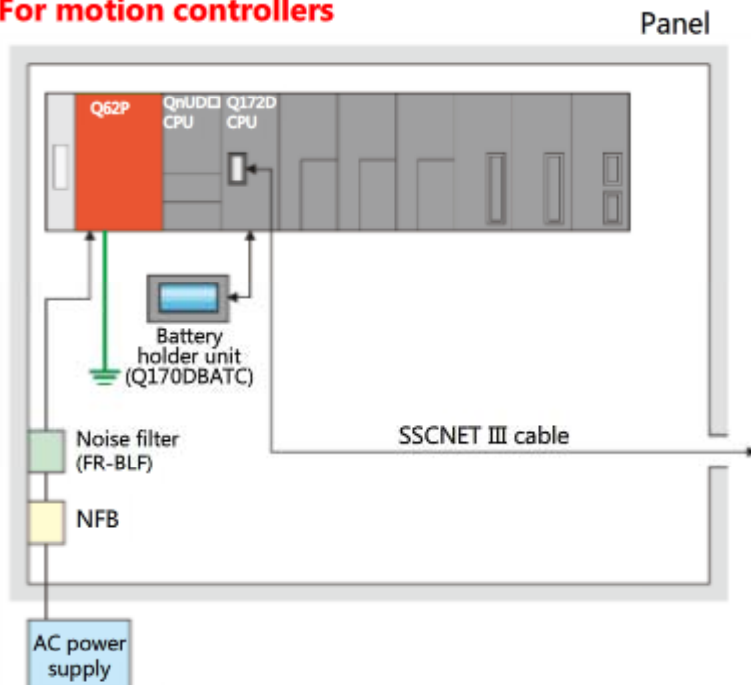 For motion controllers
Panel
Q62P
QnUD☐
CPU
Q172D
CPU
Battery
holder unit
(Q170DBATC)
Noise filter
(FR-BLF)
SSCNET Ⅲ cable
NFB
AC power
supply